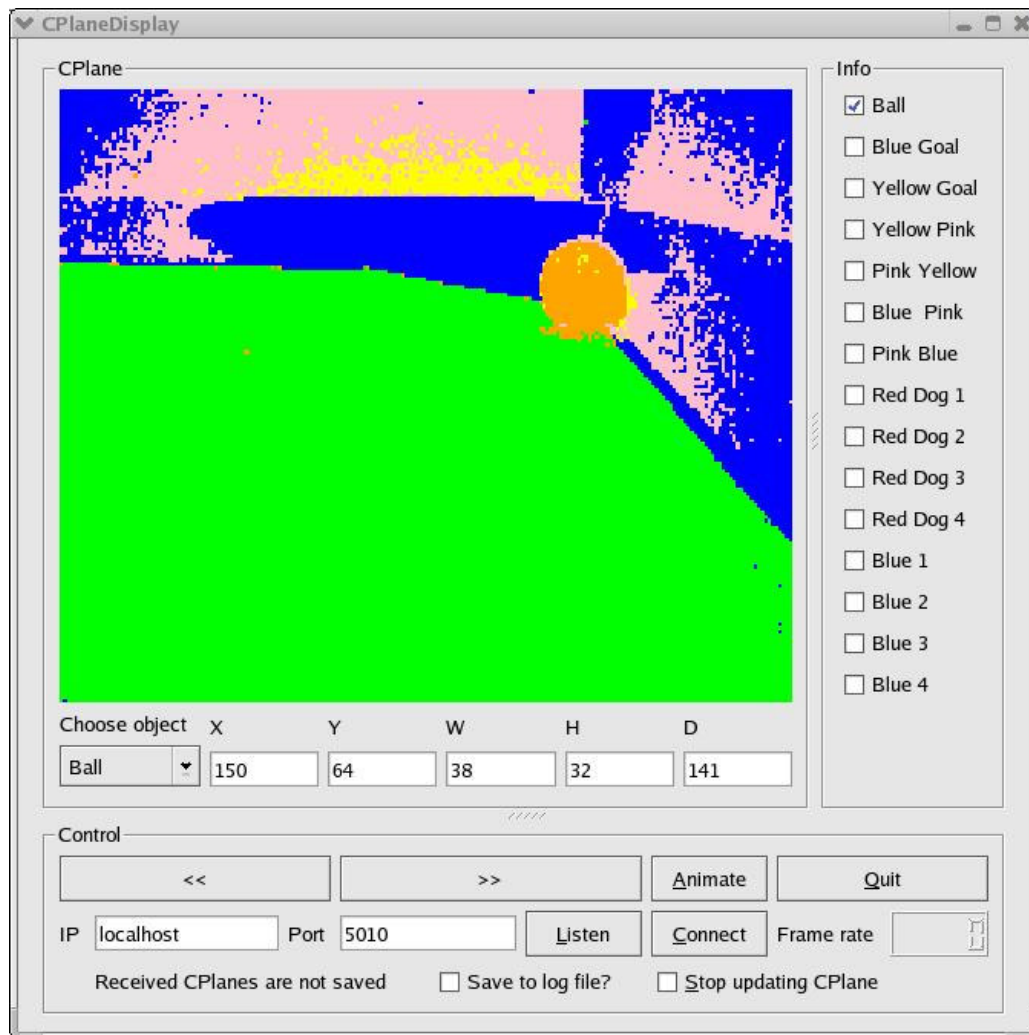 CPlaneDisplay
CPlane
Info
Ball
Blue Goal
Yellow Goal
Yellow Pink
Pink Yellow
Blue Pink
Pink Blue
Red Dog 1
Red Dog 2
Red Dog 3
Red Dog 4
Blue 1
Blue 2
Blue 3
Blue 4
Choose object X Y W H D
Ball 150 64 38 32 141
Control
<< >> Animate Quit
IP localhost Port 5010 Listen Connect Frame rate 0
Received CPlanes are not saved Save to log file? Stop updating CPlane